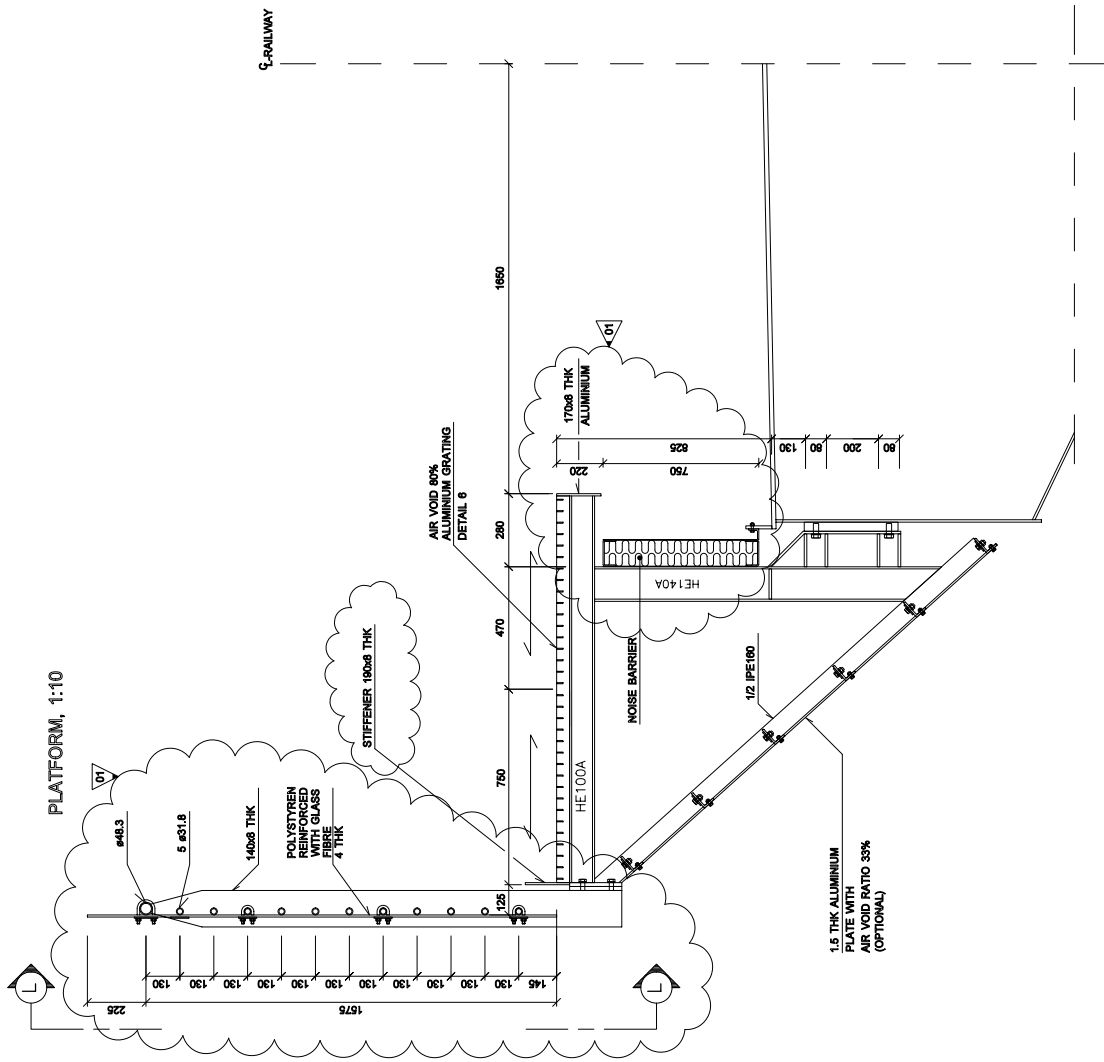 ℄-RAILWAY
PLATFORM, 1:10
01
ø48.3
5 ø31.8
140x8 THK
POLYSTYREN
REINFORCED
WITH GLASS
FIBRE
4 THK
STIFFENER 190x8 THK
AIR VOID 80%
ALUMINIUM GRATING
DETAIL 6
170x8 THK
ALUMINIUM
01
1650
280
470
750
125
220
825
750
130
80
200
80
HE100A
HE140A
NOISE BARRIER
1/2 IPE160
1.5 THK ALUMINIUM
PLATE WITH
AIR VOID RATIO 33%
(OPTIONAL)
L
L
225
1575
130
130
130
130
130
130
130
130
130
130
130
145